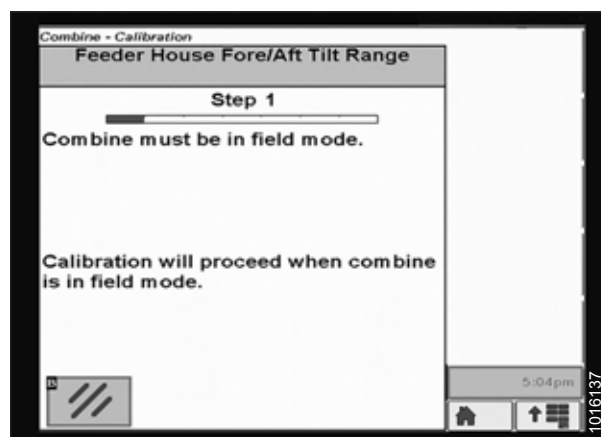 Combine - Calibration
Feeder House Fore/Aft Tilt Range
Step 1
Combine must be in field mode.
Calibration will proceed when combine
is in field mode.
5:04pm
1016137